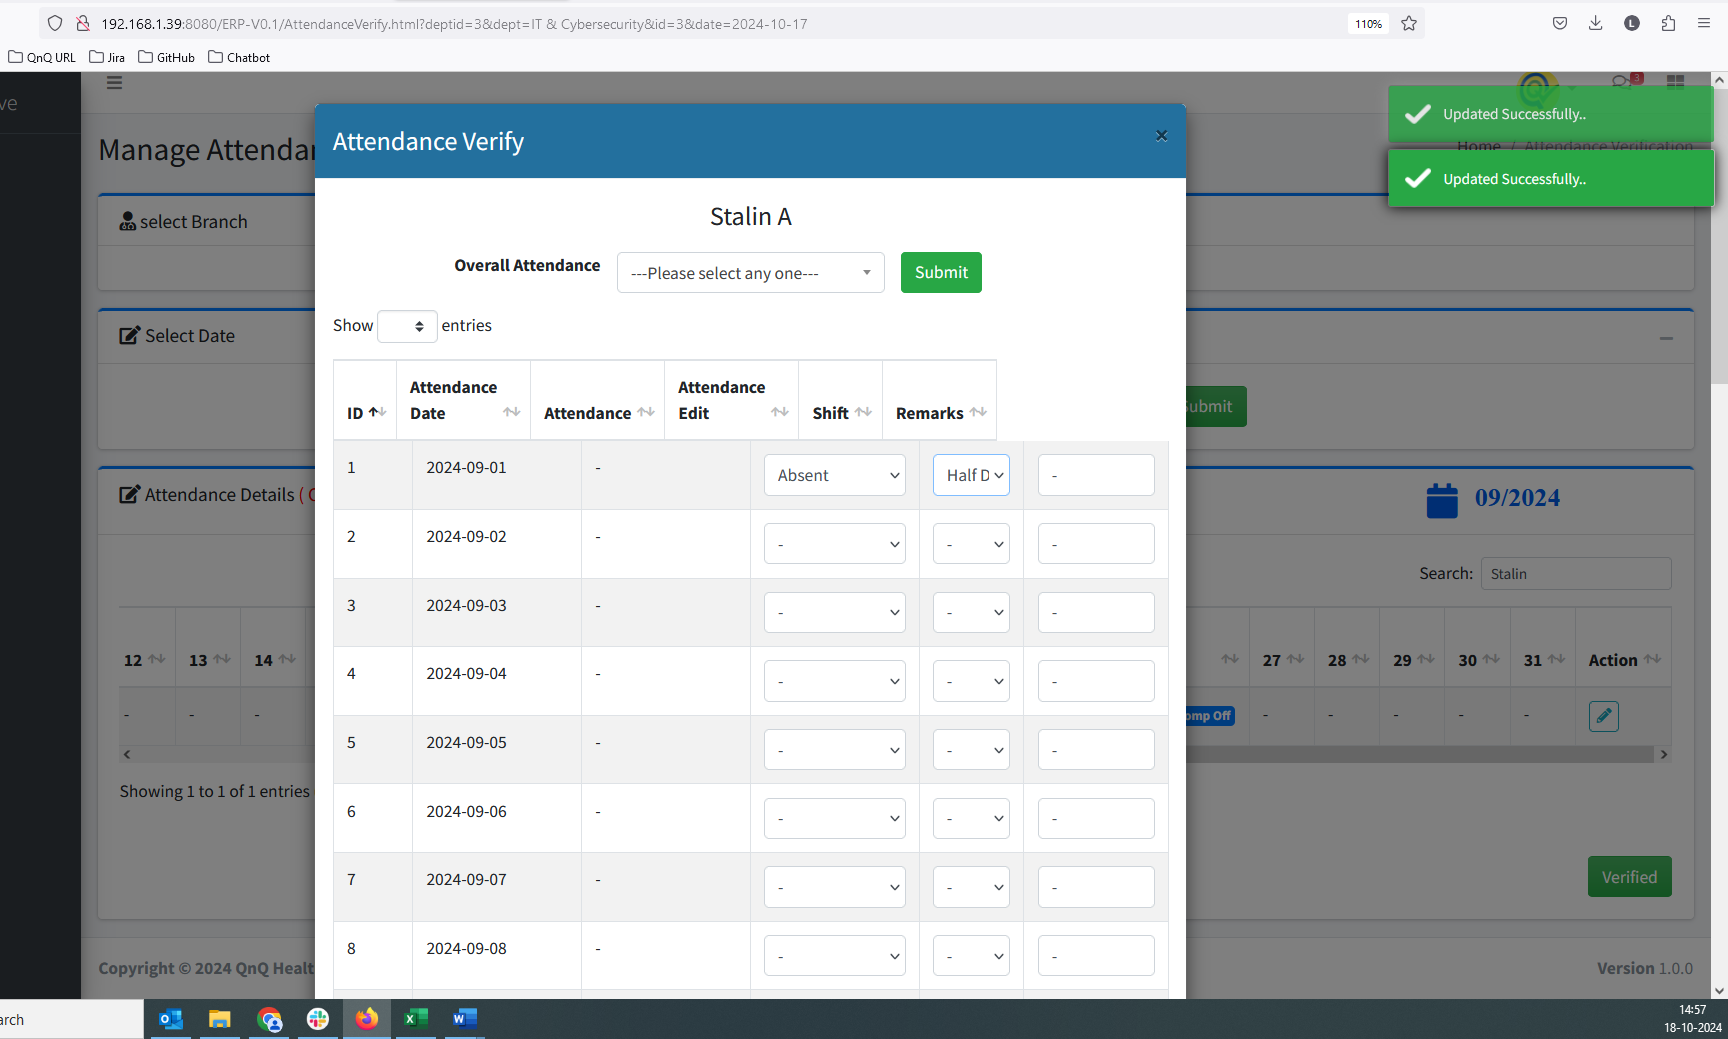 192.168.1.39:8080/ERP-V0.1/AttendanceVerify.html?deptid=3&dept=IT & Cybersecurity&id=3&date=2024-10-17
110%
L
QnQ URL
Jira
GitHub
Chatbot
ve
3
Updated Successfully..
Updated Successfully..
Home / Attendance Verification
Manage Attendan
Attendance Verify
×
select Branch
Stalin A
Overall Attendance
---Please select any one---
Submit
Select Date
Show
entries
Submit
ID
Attendance Date
Attendance
Attendance Edit
Shift
Remarks
1 2024-09-01 - Absent Half D -
2 2024-09-02 - - - -
3 2024-09-03 - - - -
4 2024-09-04 - - - -
5 2024-09-05 - - - -
6 2024-09-06 - - - -
7 2024-09-07 - - - -
8 2024-09-08 - - - -
Attendance Details (
09/2024
Search: Stalin
12 13 14 27 28 29 30 31 Action
- - - omp Off - - - - -
Showing 1 to 1 of 1 entries
Verified
Copyright © 2024 QnQ Healt
Version 1.0.0
arch
14:57
18-10-2024